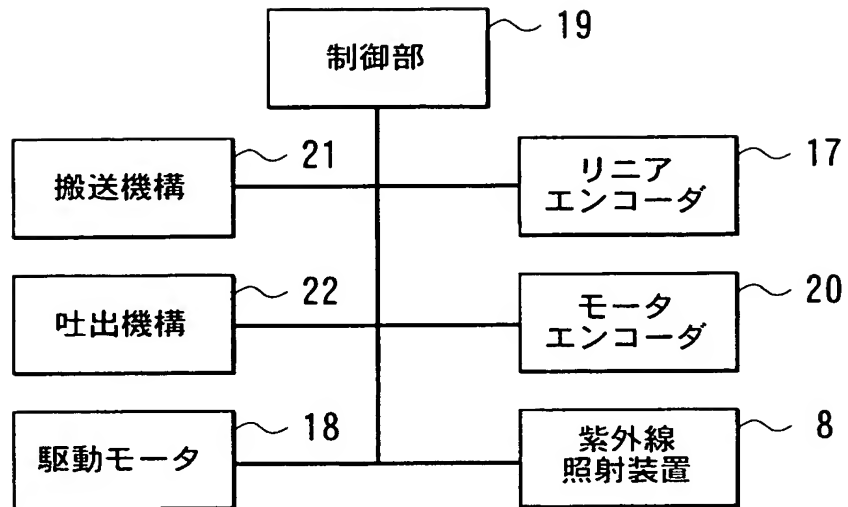 制御部
19
搬送機構
21
リニア
エンコーダ
17
吐出機構
22
モータ
エンコーダ
20
駆動モータ
18
紫外線
照射装置
8